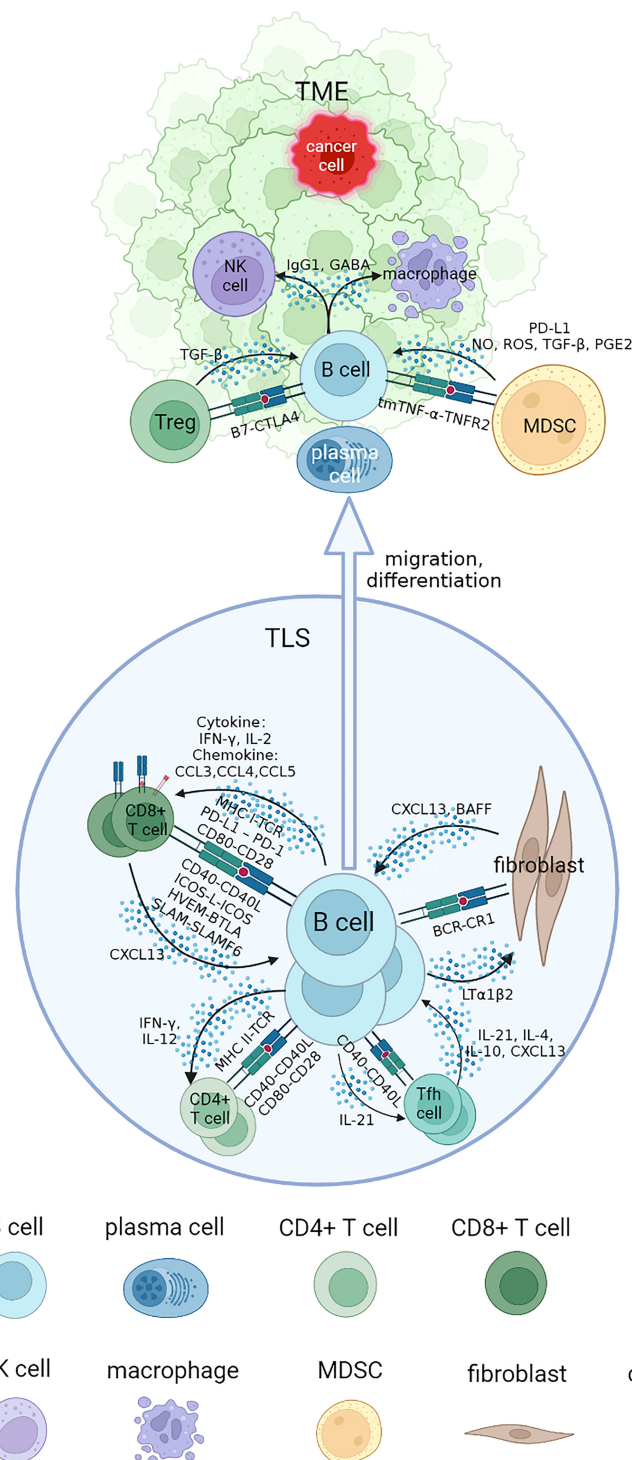 TME
cancer
cell
NK
cell
IgG1, GABA
macrophage
PD-L1
NO, ROS, TGF-β, PGE2
TGF-β
B cell
Treg
B7-CTLA4
tmTNF-α-TNFR2
MDSC
plasma
cell
migration,
differentiation
TLS
Cytokine:
IFN-γ, IL-2
Chemokine:
CCL3,CCL4,CCL5
CD8+
T cell
MHC I-TCR
PD-L1 – PD-1
CD80-CD28
CD40-CD40L
ICOS-L-ICOS
HVEM-BTLA
SLAM-SLAMF6
CXCL13, BAFF
fibroblast
B cell
BCR-CR1
CXCL13
LTα1β2
IFN-γ,
IL-12
MHC II-TCR
CD40-CD40L
CD80-CD28
CD40-CD40L
IL-21, IL-4,
IL-10, CXCL13
CD4+
T cell
IL-21
Tfh
cell
cell
plasma cell
CD4+ T cell
CD8+ T cell
K cell
macrophage
MDSC
fibroblast